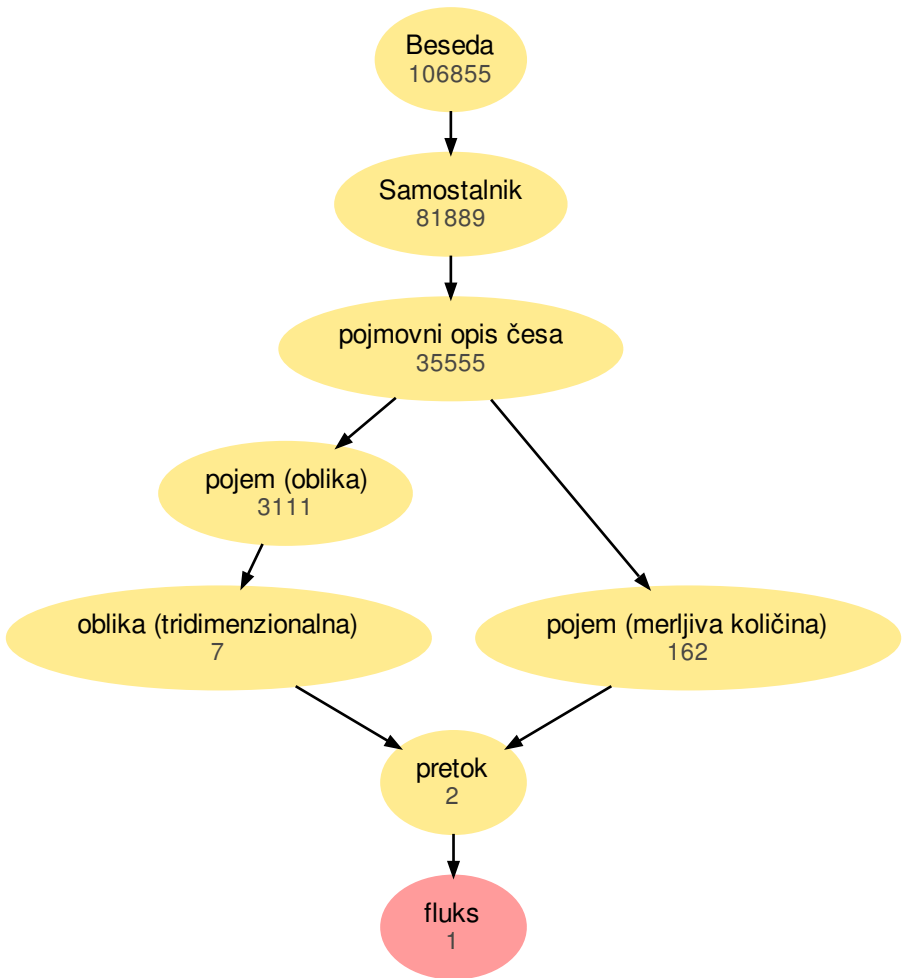 Beseda
106855
Samostalnik
81889
pojmovni opis česa
35555
pojem (oblika)
3111
oblika (tridimenzionalna)
7
pojem (merljiva količina)
162
pretok
2
fluks
1